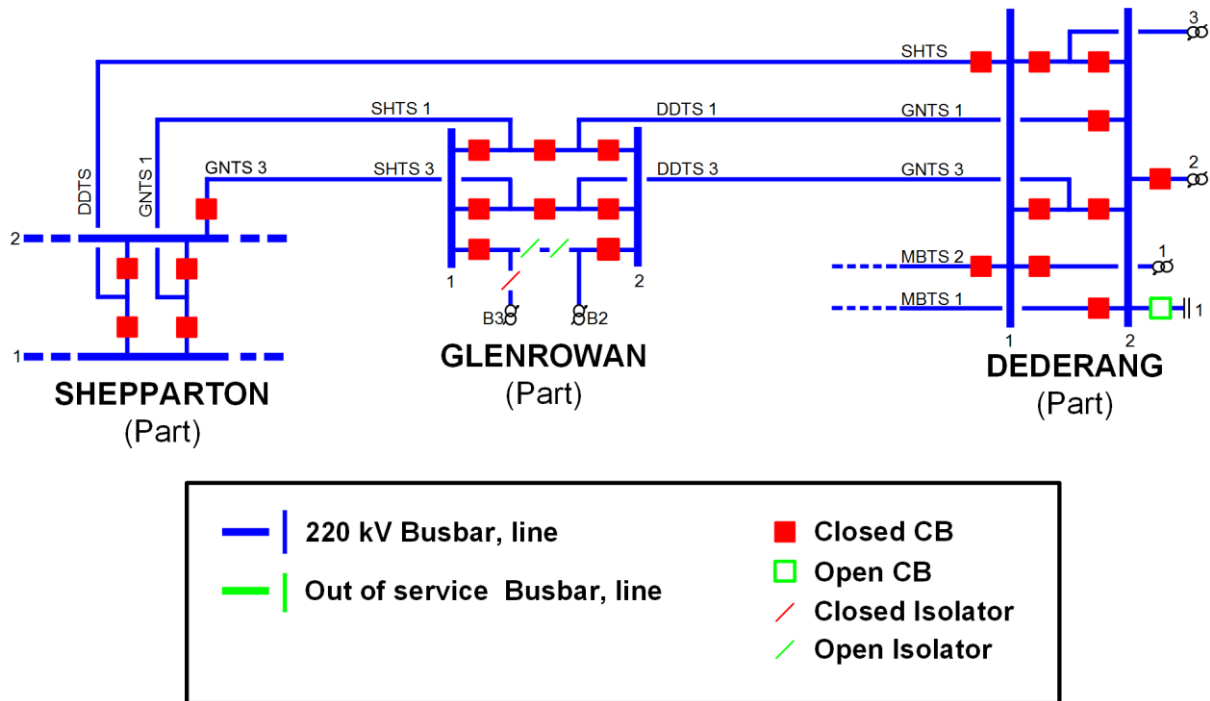 3
SHTS
SHTS 1
DDTS 1
GNTS 1
DDTS
GNTS 1
GNTS 3
SHTS 3
DDTS 3
GNTS 3
2
2
1
2
MBTS 2
1
B3
B2
MBTS 1
1
1
1
2
SHEPPARTON
(Part)
GLENROWAN
(Part)
DEDERANG
(Part)
220 kV Busbar, line
Out of service Busbar, line
Closed CB
Open CB
Closed Isolator
Open Isolator